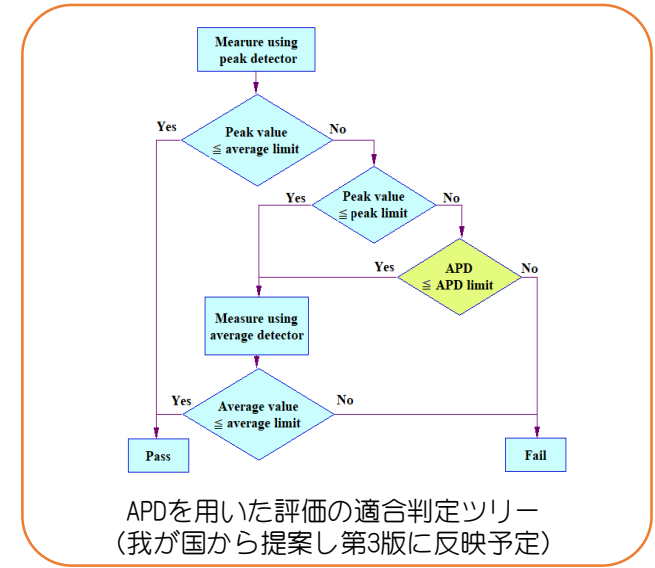 Mearure using
peak detector
Yes
Peak value
≦ average limit
No
Yes
Peak value
≦ peak limit
No
Yes
APD
≦ APD limit
No
Measure using
average detector
Yes
Average value
≦ average limit
No
Pass
Fail
APDを用いた評価の適合判定ツリー
(我が国から提案し第3版に反映予定)